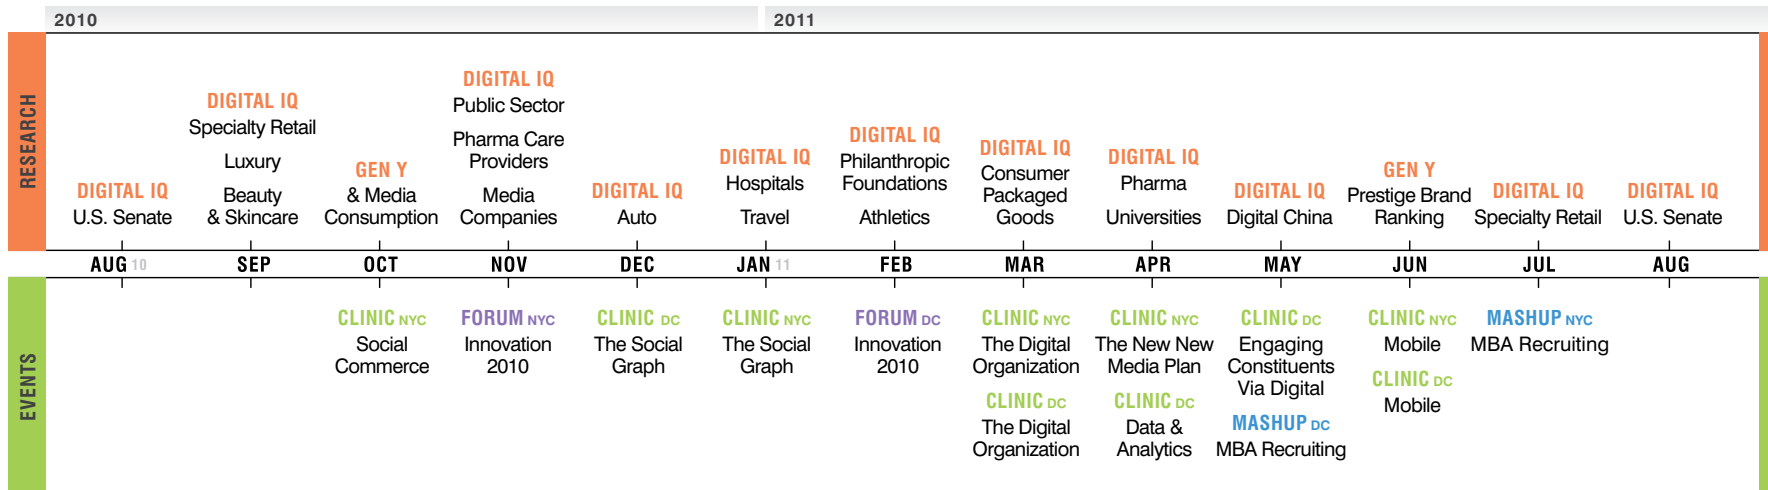 2010
2011
RESEARCH
DIGITAL IQ
U.S. Senate
DIGITAL IQ
Specialty Retail
Luxury
Beauty
& Skincare
GEN Y
& Media
Consumption
DIGITAL IQ
Public Sector
Pharma Care
Providers
Media
Companies
DIGITAL IQ
Auto
DIGITAL IQ
Hospitals
Travel
DIGITAL IQ
Philanthropic
Foundations
Athletics
DIGITAL IQ
Consumer
Packaged
Goods
DIGITAL IQ
Pharma
Universities
DIGITAL IQ
Digital China
GEN Y
Prestige Brand
Ranking
DIGITAL IQ
Specialty Retail
DIGITAL IQ
U.S. Senate
AUG 10 SEP OCT NOV DEC JAN 11 FEB MAR APR MAY JUN JUL AUG
EVENTS
CLINIC NYC
Social
Commerce
FORUM NYC
Innovation
2010
CLINIC DC
The Social
Graph
CLINIC NYC
The Social
Graph
FORUM DC
Innovation
2010
CLINIC NYC
The Digital
Organization
CLINIC DC
The Digital
Organization
CLINIC NYC
The New New
Media Plan
CLINIC DC
Data &
Analytics
CLINIC DC
Engaging
Constituents
Via Digital
MASHUP DC
MBA Recruiting
CLINIC NYC
Mobile
CLINIC DC
Mobile
MASHUP NYC
MBA Recruiting